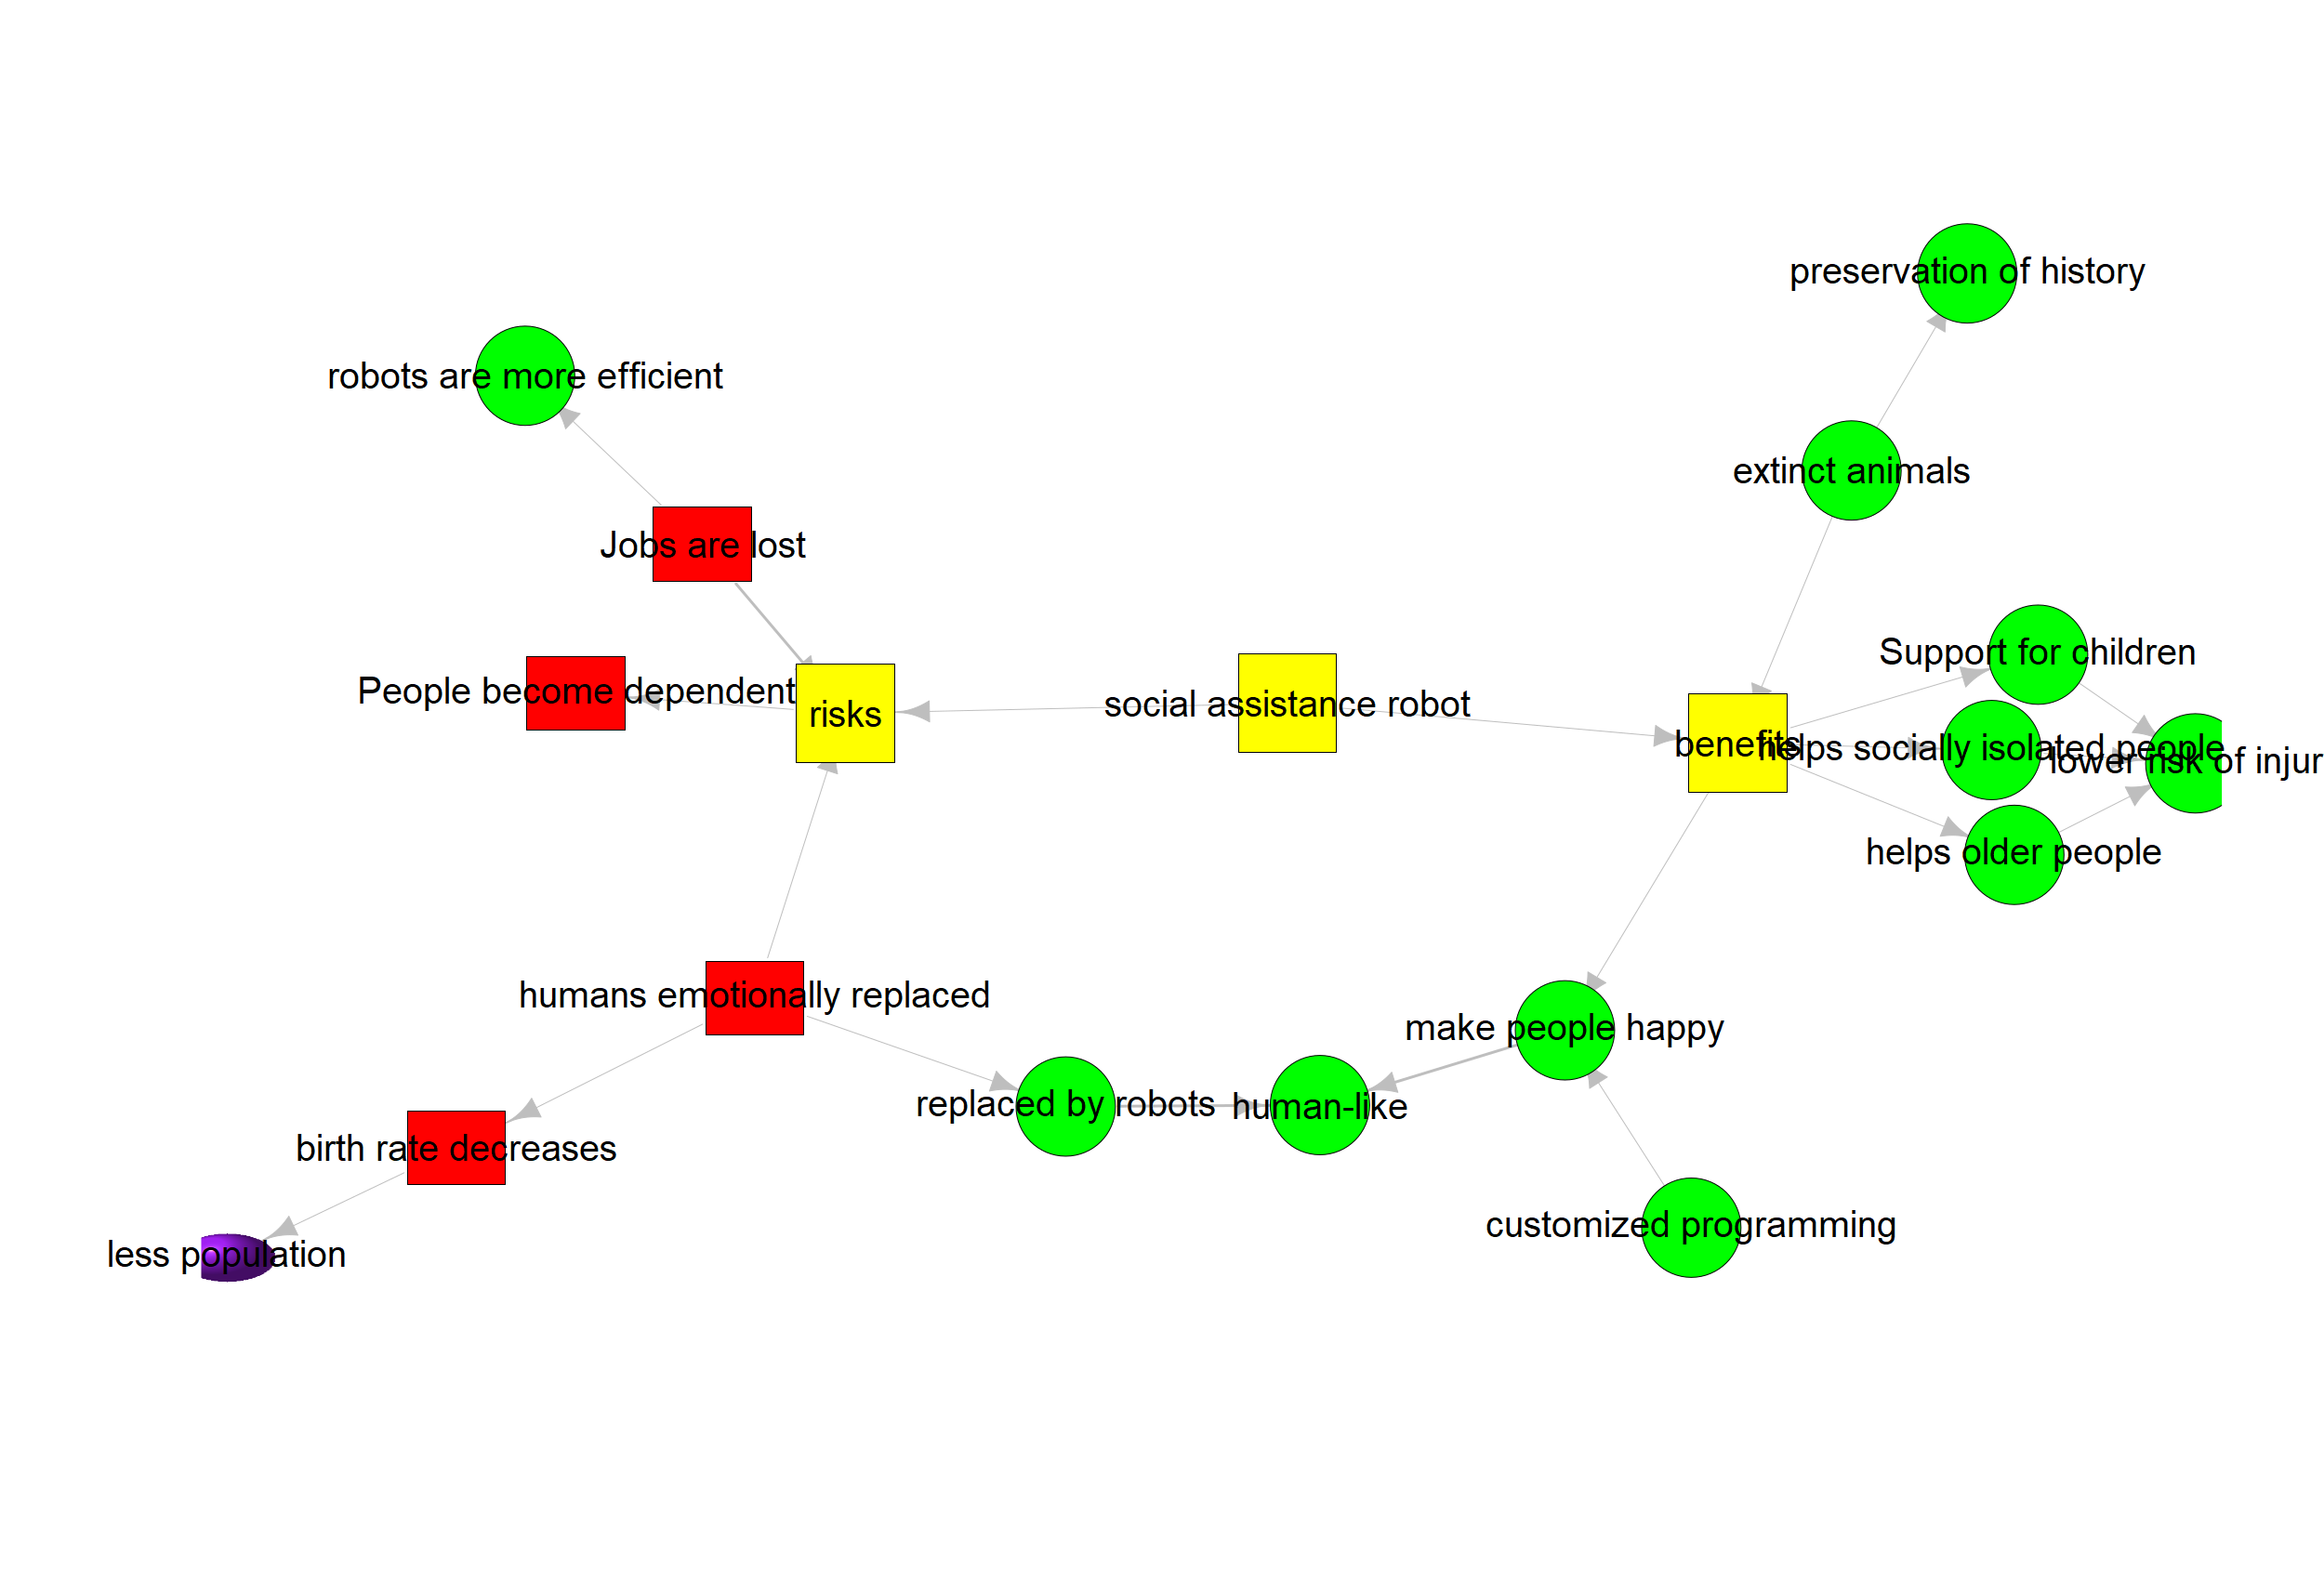 preservation of history
robots are more efficient
extinct animals
Jobs are lost
Support for children
People become dependent
risks
social assistance robot
benefits
helps socially isolated people
lower risk of injur
helps older people
humans emotionally replaced
make people happy
replaced by robots
human-like
birth rate decreases
customized programming
less population